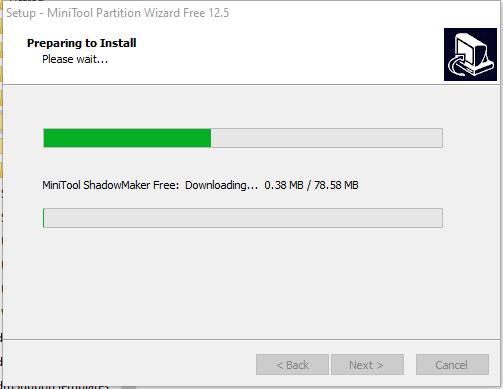 Setup - MiniTool Partition Wizard Free 12.5
Preparing to Install
Please wait...
MiniTool ShadowMaker Free: Downloading... 0.38 MB / 78.58 MB
< Back
Next >
Cancel